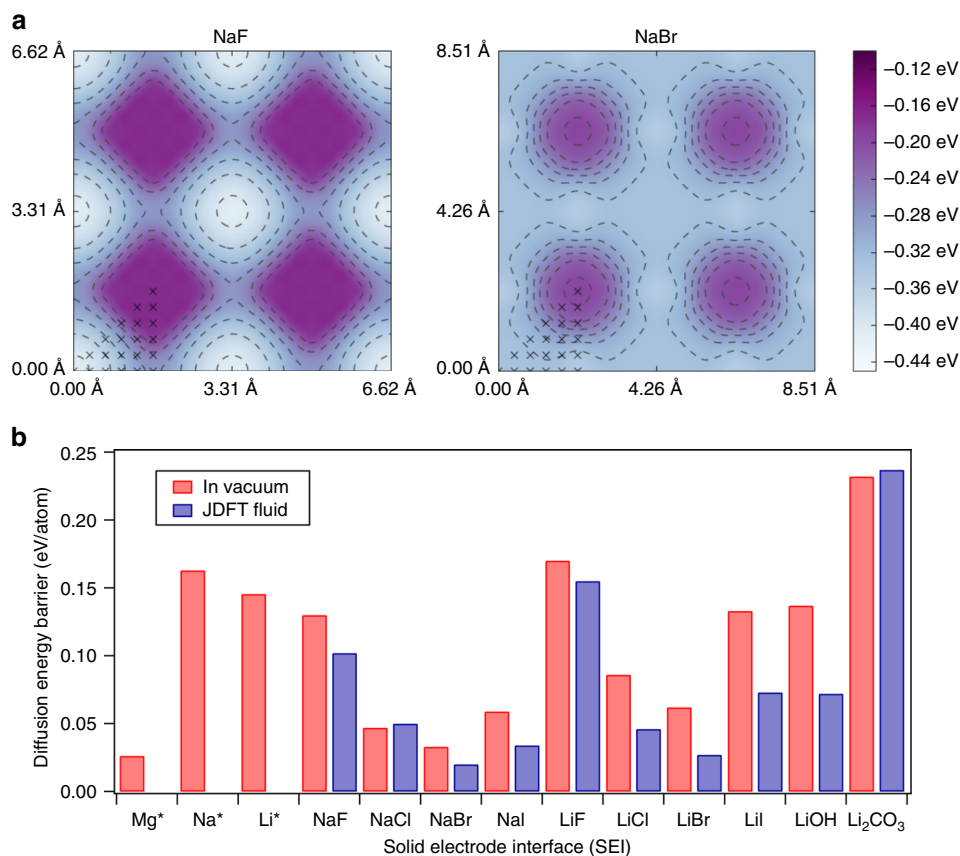 a
NaF
NaBr
6.62 Å
3.31 Å
0.00 Å
0.00 Å 3.31 Å 6.62 Å
8.51 Å
4.26 Å
0.00 Å
0.00 Å 4.26 Å 8.51 Å
−0.12 eV
−0.16 eV
−0.20 eV
−0.24 eV
−0.28 eV
−0.32 eV
−0.36 eV
−0.40 eV
−0.44 eV
b
Diffusion energy barrier (eV/atom)
0.25
0.20
0.15
0.10
0.05
0.00
In vacuum
JDFT fluid
Mg* Na* Li* NaF NaCl NaBr NaI LiF LiCl LiBr LiI LiOH Li₂CO₃
Solid electrode interface (SEI)